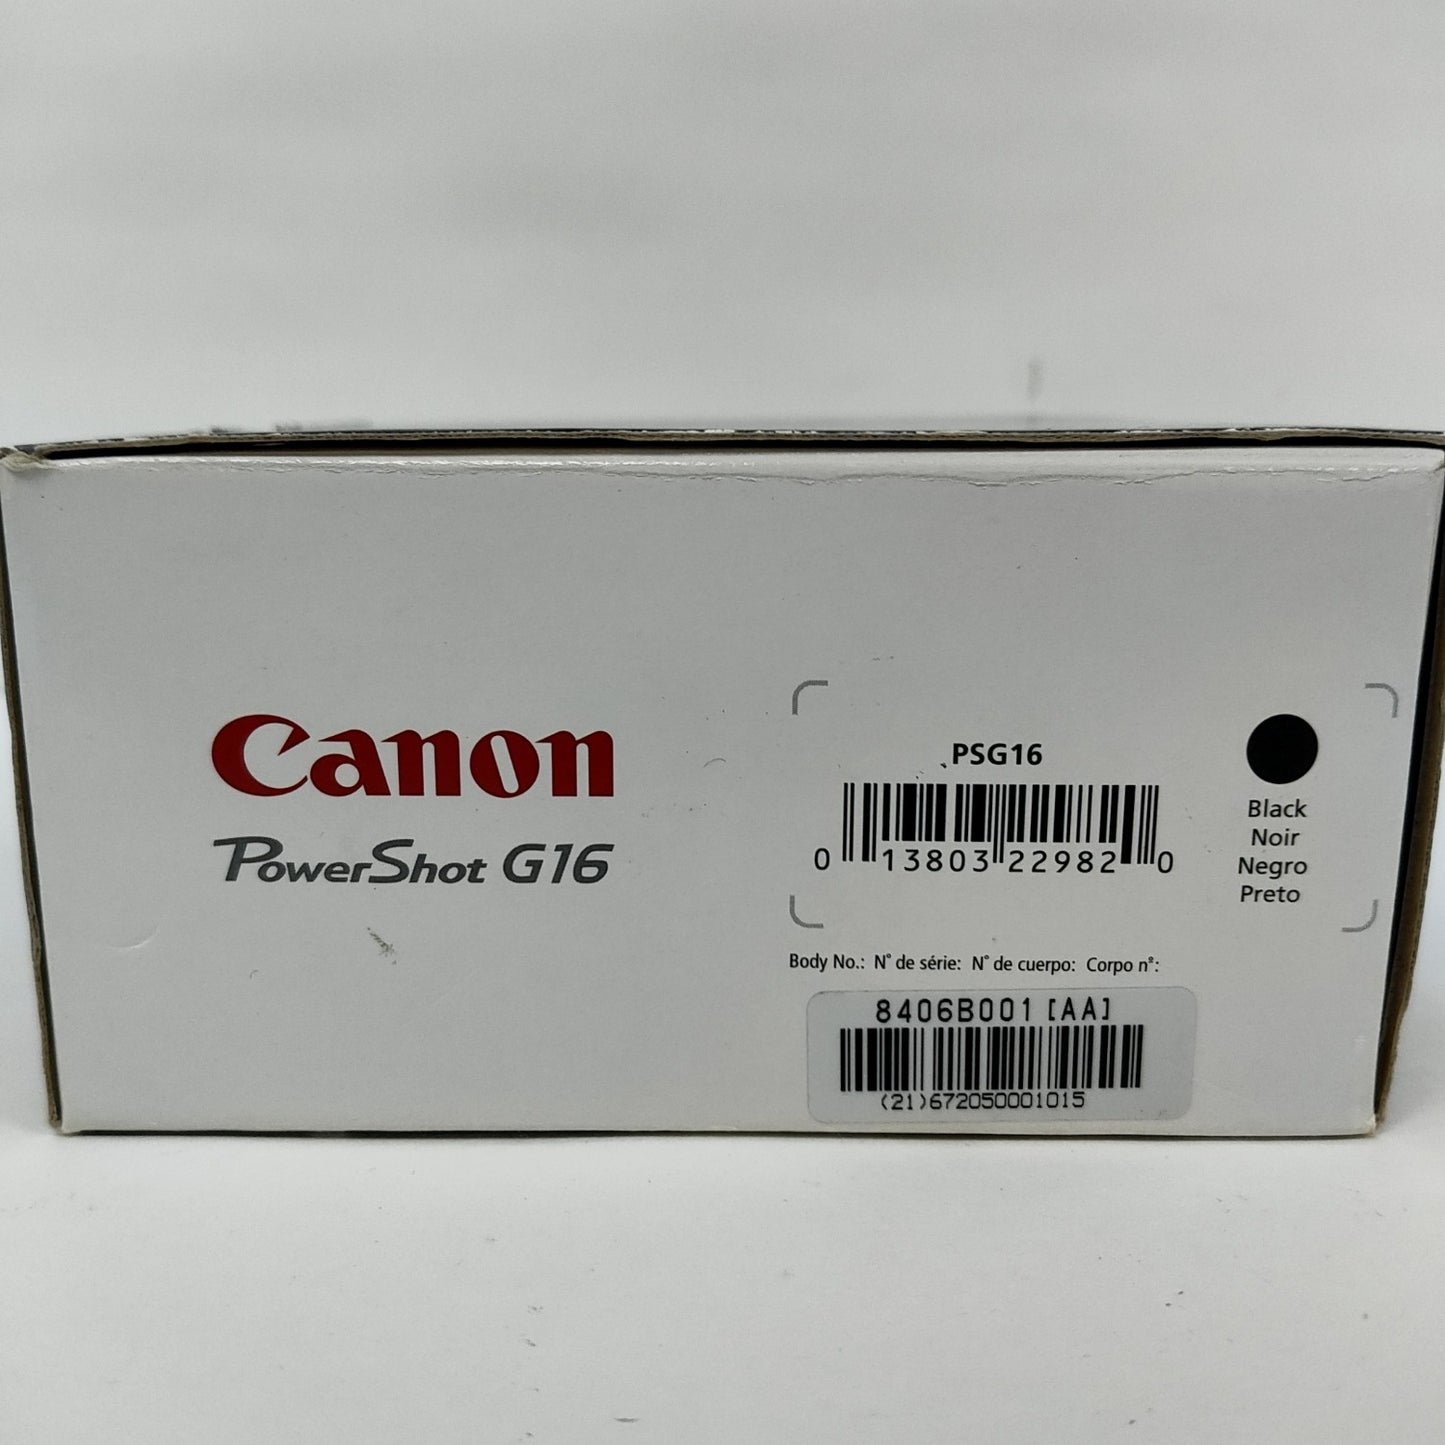 Canon
PowerShot G16
PSG16
0 13803 22982 0
Black
Noir
Negro
Preto
Body No.: N° de série: N° de cuerpo: Corpo nº:
8406B001 [AA]
(21)672050001015